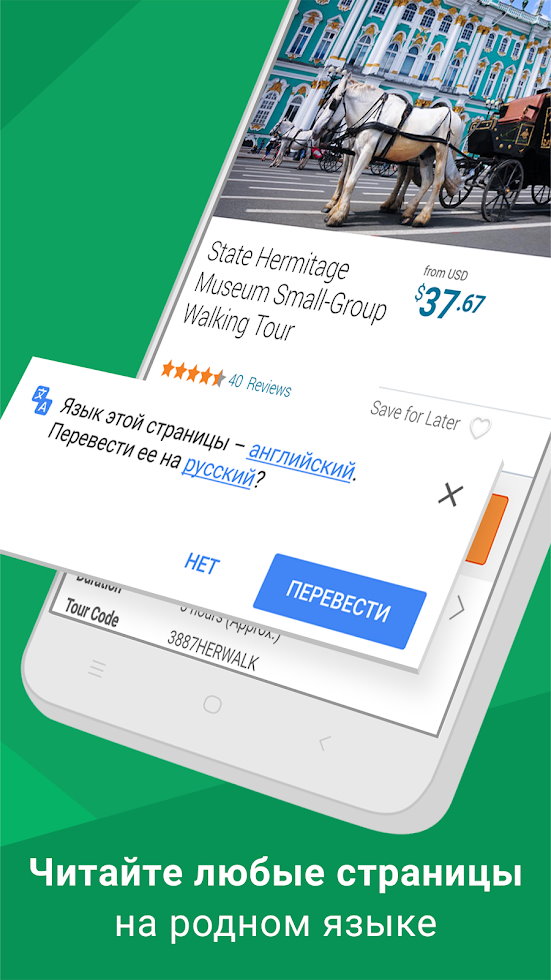 State Hermitage
Museum Small-Group
Walking Tour
from USD
$37.67
40 Reviews
Save for Later
Язык этой страницы – английский.
Перевести ее на русский?
НЕТ
ПЕРЕВЕСТИ
Duration
3 hours (Approx.)
Tour Code
3887HERWALK
Читайте любые страницы
на родном языке